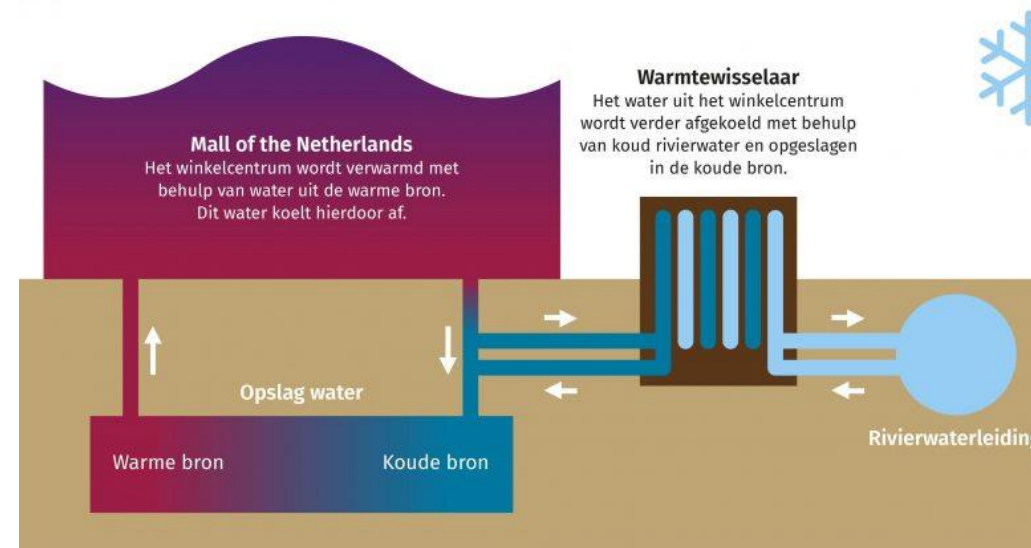 Warmtewisselaar
Het water uit het winkelcentrum
wordt verder afgekoeld met behulp
van koud rivierwater en opgeslagen
in de koude bron.
Mall of the Netherlands
Het winkelcentrum wordt verwarmd met
behulp van water uit de warme bron.
Dit water koelt hierdoor af.
Opslag water
Rivierwaterleiding
Warme bron
Koude bron